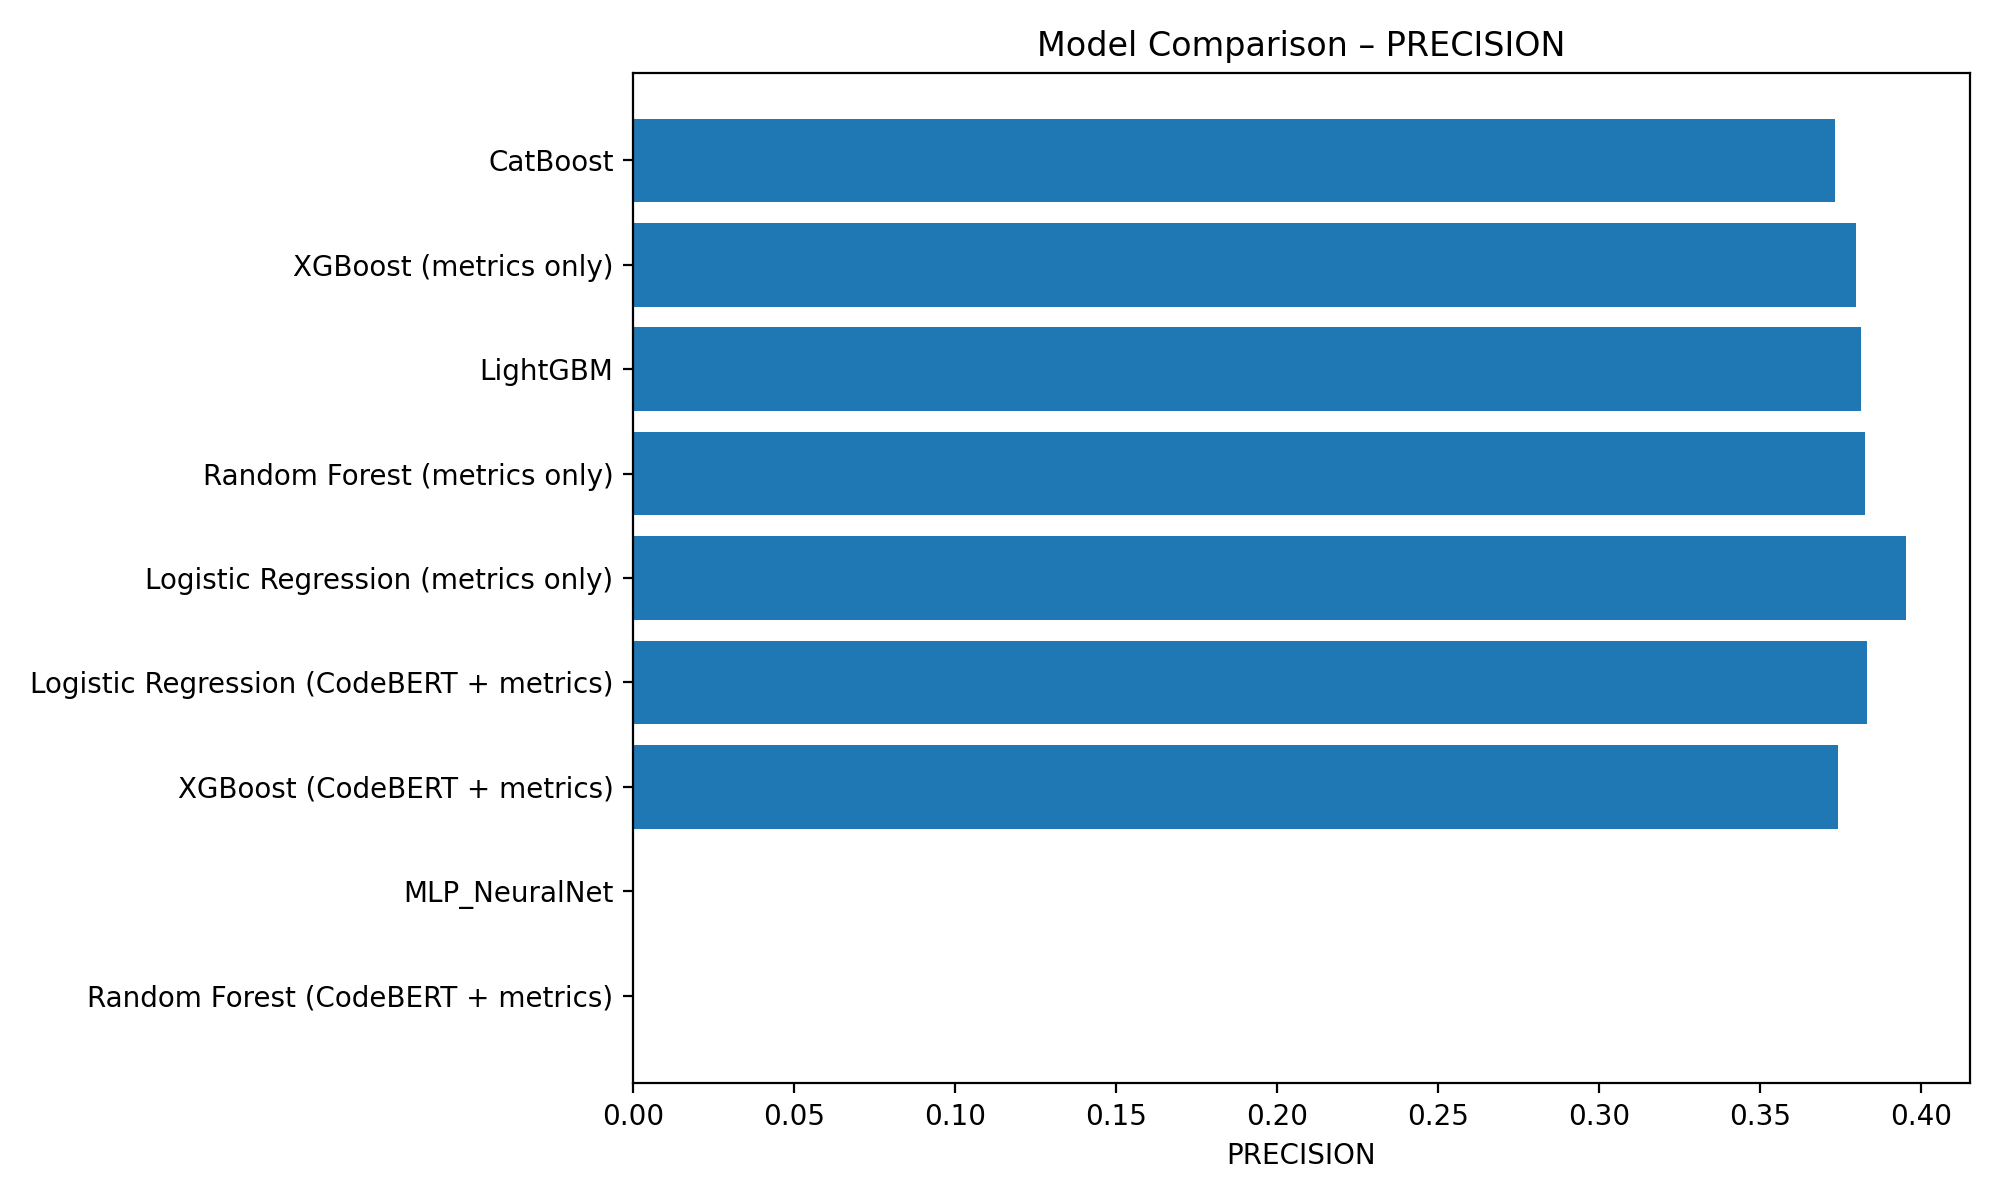 Model Comparison – PRECISION
CatBoost
XGBoost (metrics only)
LightGBM
Random Forest (metrics only)
Logistic Regression (metrics only)
Logistic Regression (CodeBERT + metrics)
XGBoost (CodeBERT + metrics)
MLP_NeuralNet
Random Forest (CodeBERT + metrics)
0.00 0.05 0.10 0.15 0.20 0.25 0.30 0.35 0.40
PRECISION